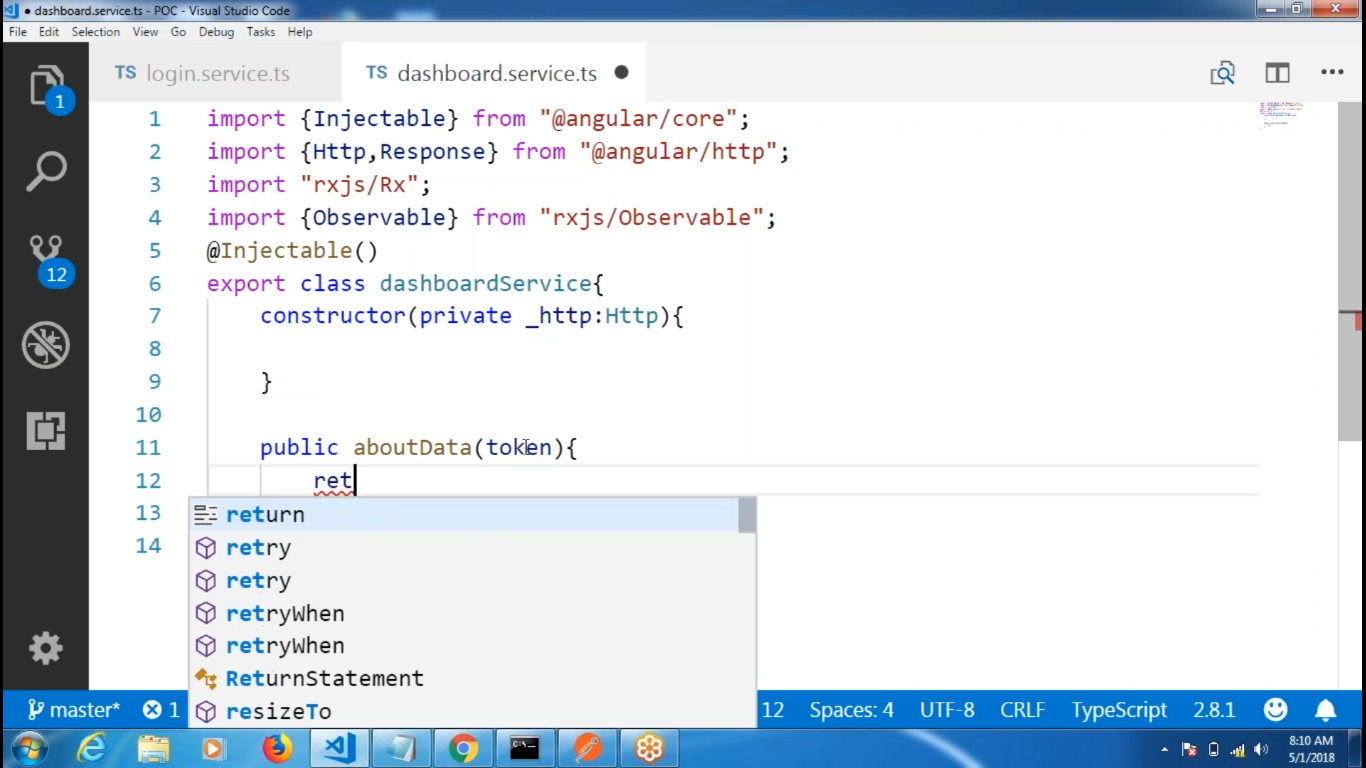 dashboard.service.ts - POC - Visual Studio Code
File Edit Selection View Go Debug Tasks Help
TS login.service.ts
TS dashboard.service.ts
1 import {Injectable} from "@angular/core";
2 import {Http,Response} from "@angular/http";
3 import "rxjs/Rx";
4 import {Observable} from "rxjs/Observable";
5 @Injectable()
6 export class dashboardService{
7 constructor(private _http:Http){
8
9 }
10
11 public aboutData(token){
12 ret
13
14
return
retry
retry
retryWhen
retryWhen
ReturnStatement
resizeTo
1
12
master* 1 12 Spaces: 4 UTF-8 CRLF TypeScript 2.8.1
8:10 AM
5/1/2018